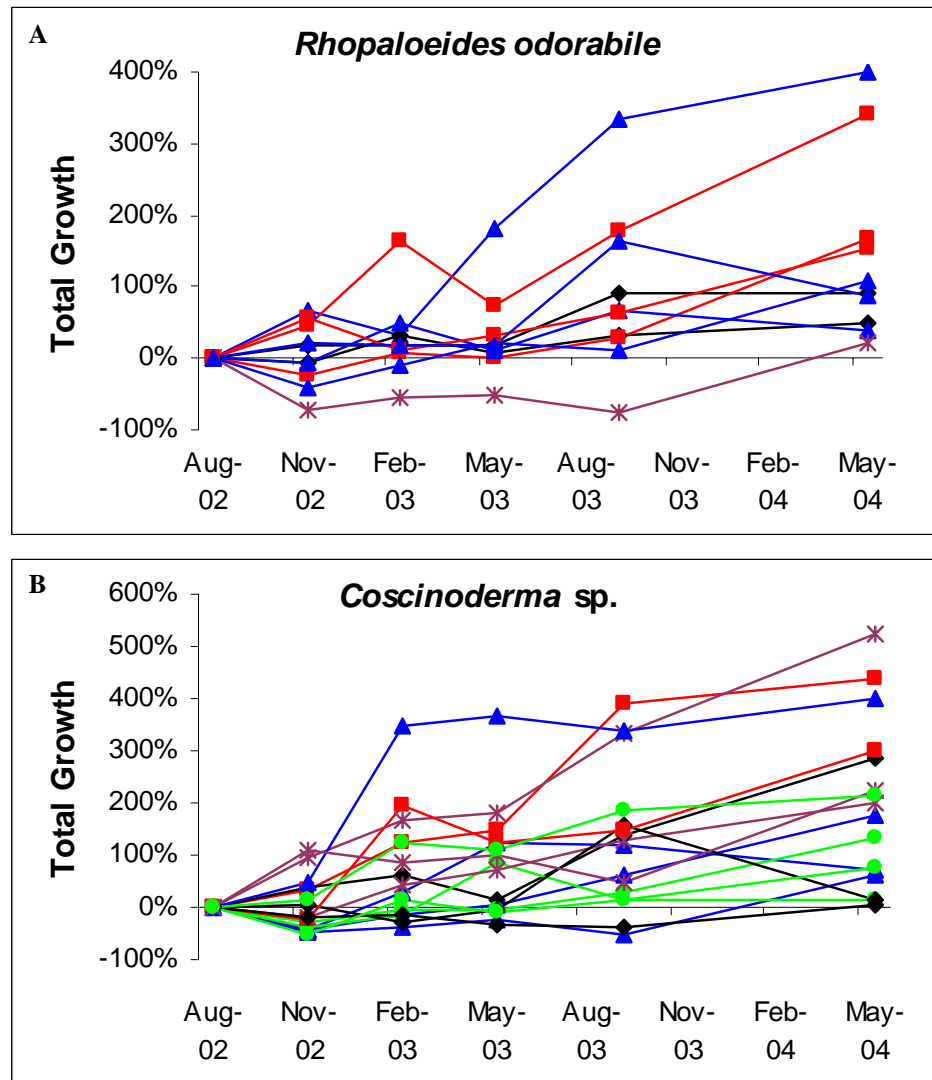 A
Rhopaloeides odorabile
Total Growth
400%
300%
200%
100%
0%
-100%
Aug-02 Nov-02 Feb-03 May-03 Aug-03 Nov-03 Feb-04 May-04
B
Coscinoderma sp.
Total Growth
600%
500%
400%
300%
200%
100%
0%
-100%
Aug-02 Nov-02 Feb-03 May-03 Aug-03 Nov-03 Feb-04 May-04